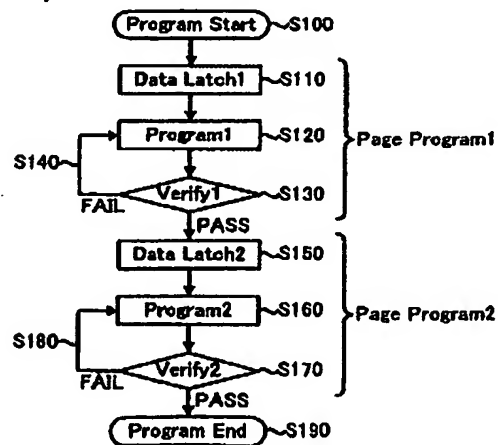 Program Start S100
Data Latch1 S110
Program1 S120
Page Program1
S140
Verify1 S130
FAIL
PASS
Data Latch2 S150
Program2 S160
Page Program2
S180
Verify2 S170
FAIL
PASS
Program End S190